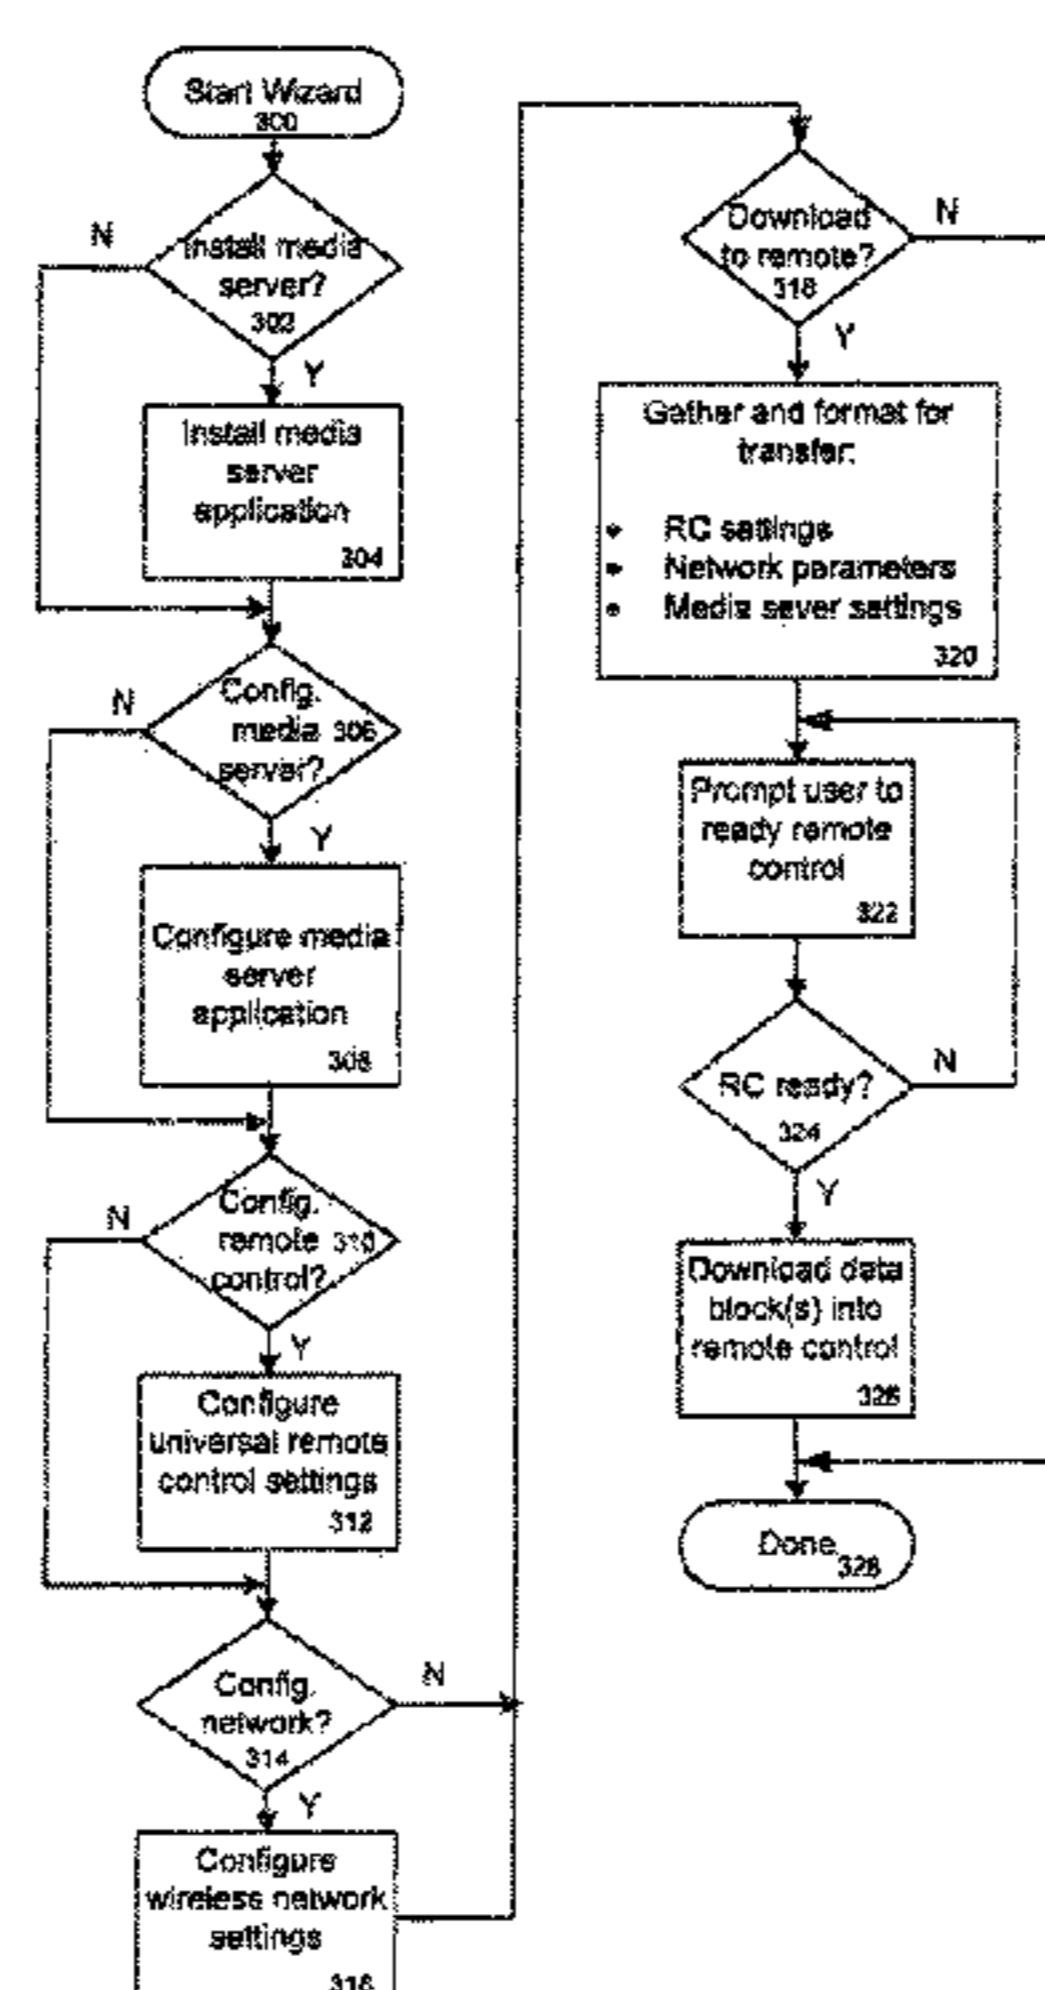 Start Wizard
300
N
Install media
server?
302
Y
Install media
server
application
304
N
Config.
media 306
server?
Y
Configure media
server
application
308
N
Config.
remote 310
control?
Y
Configure
universal remote
control settings
312
Config.
network?
314
N
Y
Configure
wireless network
settings
316
Download
to remote?
318
N
Y
Gather and format for
transfer:
• RC settings
• Network parameters
• Media sever settings
320
Prompt user to
ready remote
control
322
RC ready?
324
N
Y
Download data
block(s) into
remote control
326
Done
328